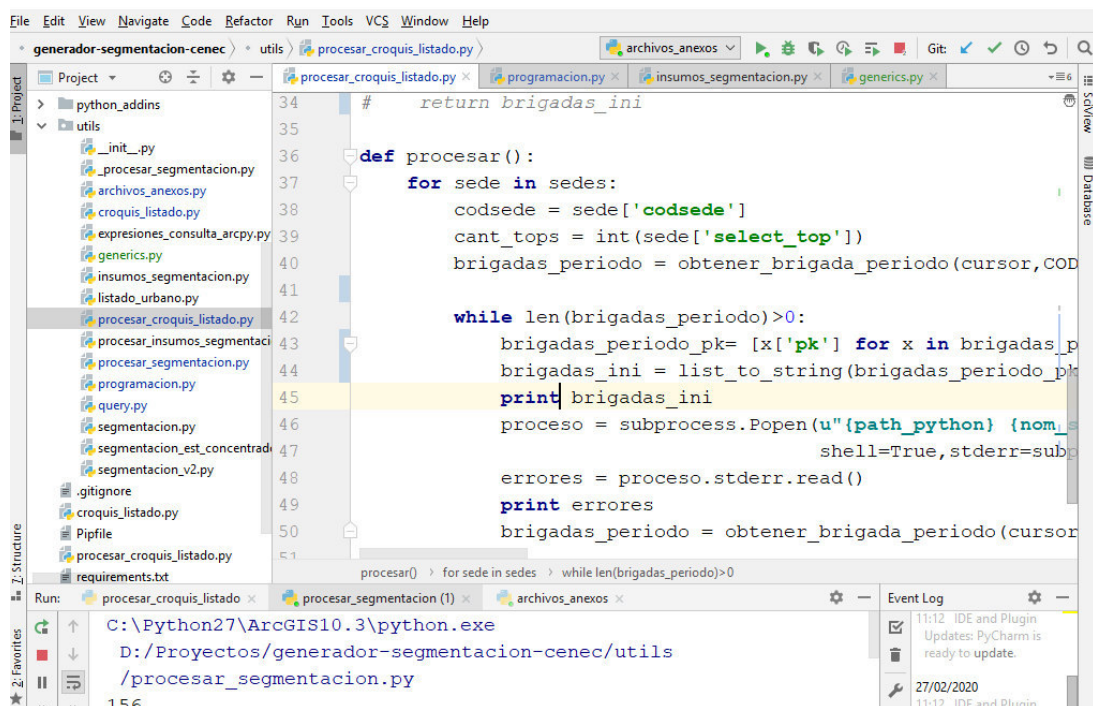 File Edit View Navigate Code Refactor Run Tools VCS Window Help
generador-segmentacion-cenec utils procesar_croquis_listado.py archivos_anexos Git:
1: Project
Project
procesar_croquis_listado.py programacion.py insumos_segmentacion.py generics.py 6
python_addins
utils
__init__.py
_procesar_segmentacion.py
archivos_anexos.py
croquis_listado.py
expresiones_consulta_arcpy.py
generics.py
insumos_segmentacion.py
listado_urbano.py
procesar_croquis_listado.py
procesar_insumos_segmentaci
procesar_segmentacion.py
programacion.py
query.py
segmentacion.py
segmentacion_est_concentrad
segmentacion_v2.py
.gitignore
croquis_listado.py
Pipfile
procesar_croquis_listado.py
requirements.txt
34 # return brigadas_ini
35
36 def procesar():
37 for sede in sedes:
38 codsede = sede['codsede']
39 cant_tops = int(sede['select_top'])
40 brigadas_periodo = obtener_brigada_periodo(cursor,COD
41
42 while len(brigadas_periodo)>0:
43 brigadas_periodo_pk= [x['pk'] for x in brigadas_p
44 brigadas_ini = list_to_string(brigadas_periodo_pk
45 print brigadas_ini
46 proceso = subprocess.Popen(u"{path_python} {nom_s
47 shell=True,stderr=subp
48 errores = proceso.stderr.read()
49 print errores
50 brigadas_periodo = obtener_brigada_periodo(cursor
51
procesar() for sede in sedes while len(brigadas_periodo)>0
SciView
Database
7: Structure
2: Favorites
Run: procesar_croquis_listado procesar_segmentacion (1) archivos_anexos
C:\Python27\ArcGIS10.3\python.exe
D:/Proyectos/generador-segmentacion-cenec/utils
/procesar_segmentacion.py
156
Event Log
11:12 IDE and Plugin
Updates: PyCharm is
ready to update.
27/02/2020
11:12 IDE and Plugin